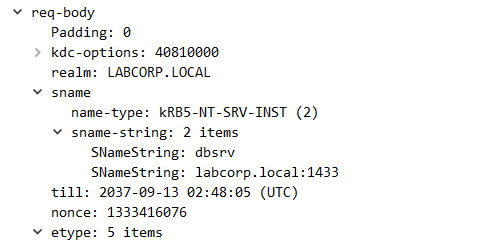 req-body
Padding: 0
kdc-options: 40810000
realm: LABCORP.LOCAL
sname
name-type: kRB5-NT-SRV-INST (2)
sname-string: 2 items
SNameString: dbsrv
SNameString: labcorp.local:1433
till: 2037-09-13 02:48:05 (UTC)
nonce: 1333416076
etype: 5 items